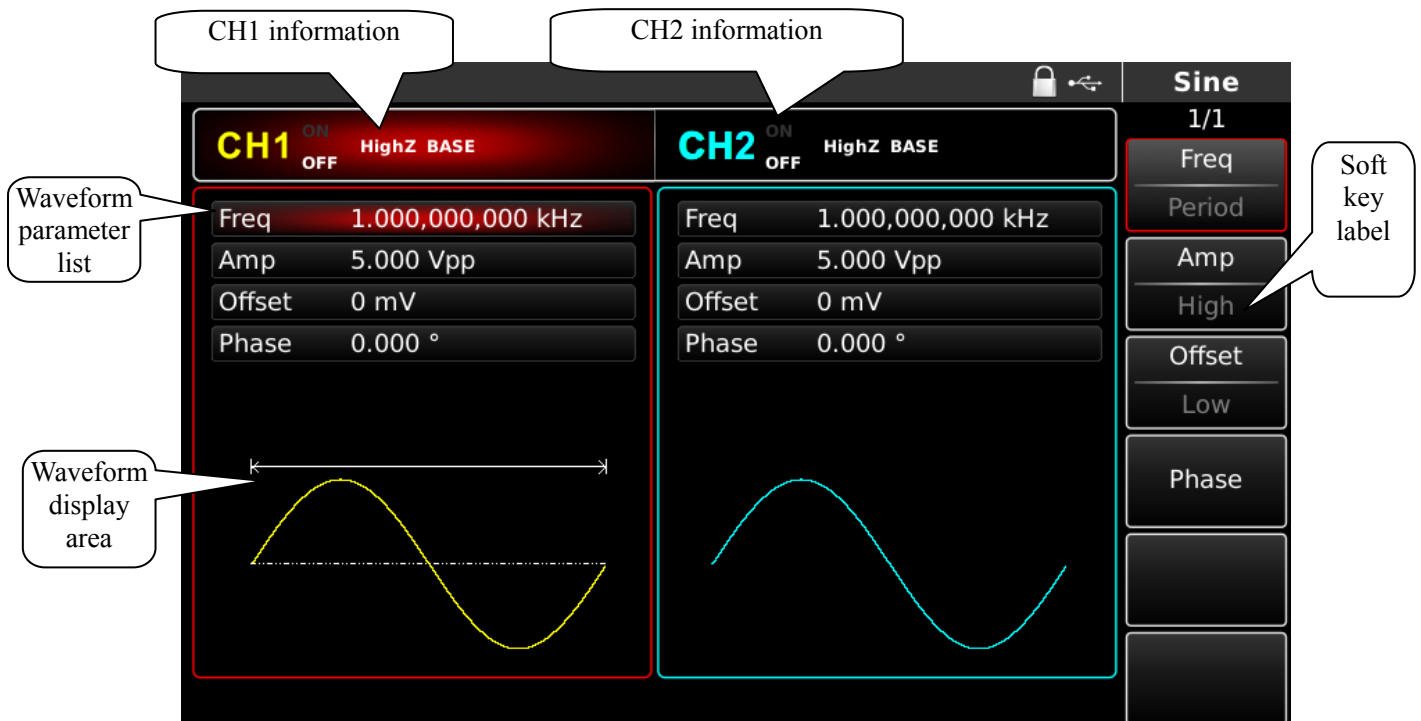 CH1 information
CH2 information
Sine
1/1
CH1 ON OFF HighZ BASE
CH2 ON OFF HighZ BASE
Waveform
parameter
list
Freq 1.000,000,000 kHz
Amp 5.000 Vpp
Offset 0 mV
Phase 0.000 °
Freq 1.000,000,000 kHz
Amp 5.000 Vpp
Offset 0 mV
Phase 0.000 °
Freq
Period
Amp
High
Offset
Low
Phase
Soft
key
label
Waveform
display
area